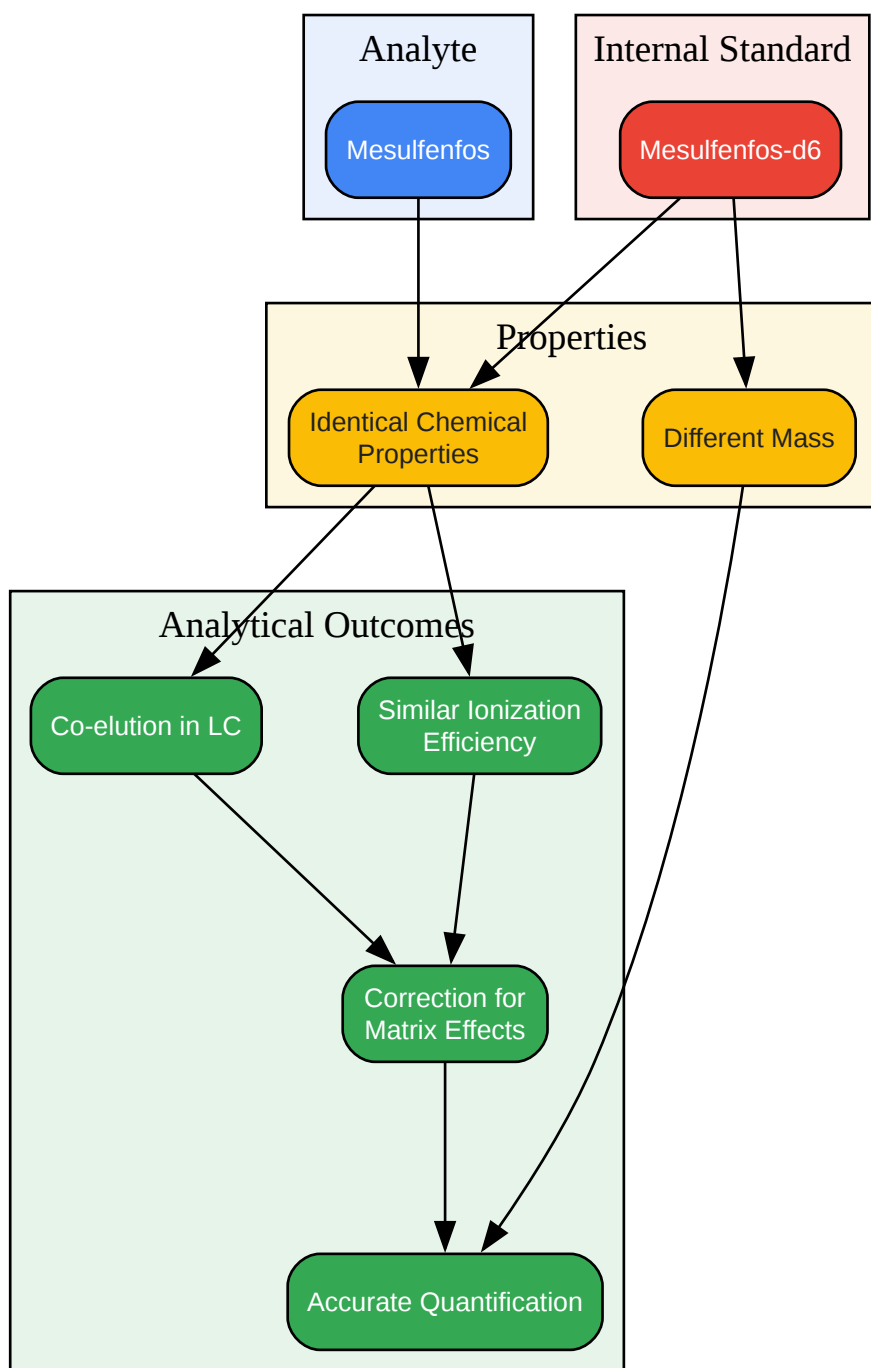 Analyte
Internal Standard
Mesulfenfos
Mesulfenfos-d6
Properties
Identical Chemical
Properties
Different Mass
Analytical Outcomes
Co-elution in LC
Similar Ionization
Efficiency
Correction for
Matrix Effects
Accurate Quantification